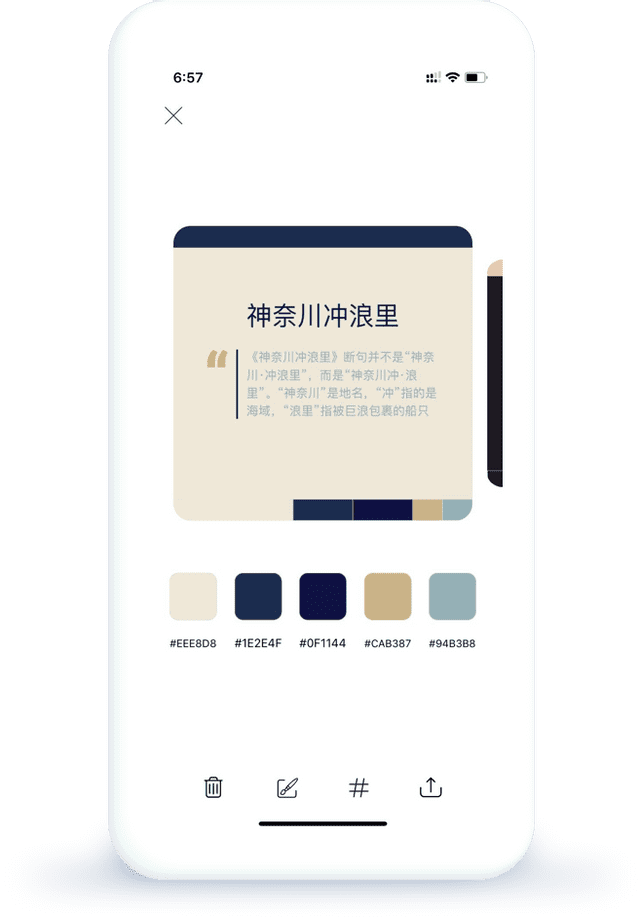 6:57
神奈川冲浪里
“
《神奈川冲浪里》断句并不是“神奈
川·冲浪里”，而是“神奈川冲·浪
里”。“神奈川”是地名，“冲”指的是
海域，“浪里”指被巨浪包裹的船只
#EEE8D8 #1E2E4F #0F1144 #CAB387 #94B3B8
#